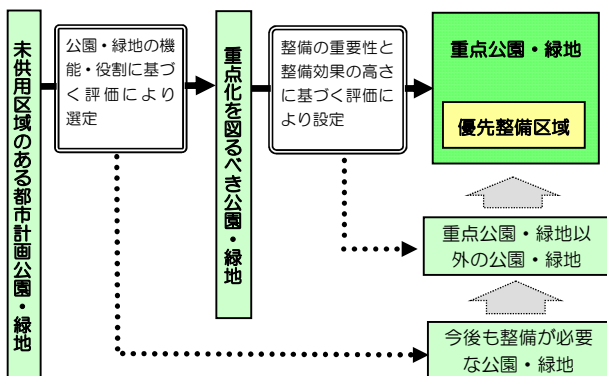 未供用区域のある都市計画公園・緑地
公園・緑地の機
能・役割に基づ
く評価により
選定
重点化を図るべき公園・緑地
整備の重要性と
整備効果の高さ
に基づく評価に
より設定
重点公園・緑地
優先整備区域
重点公園・緑地以
外の公園・緑地
今後も整備が必要
な公園・緑地